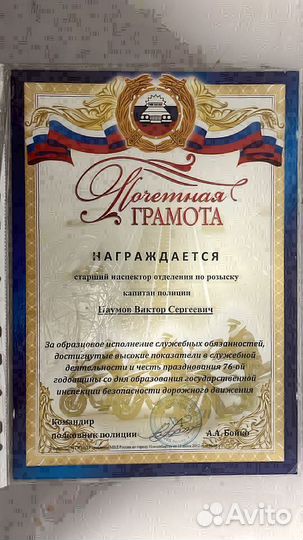 Почетная
ГРАМОТА
НАГРАЖДАЕТСЯ
старший инспектор отделения по розыску
капитан полиции
Виктор Сергеевич
За образцовое исполнение служебных обязанностей,
достигнутые высокие показатели в служебной
деятельности и честь празднования 76-ой
годовщины со дня образования государственной
инспекции безопасности дорожного движения
Командир
полковник полиции А.А. Бойко
Avito